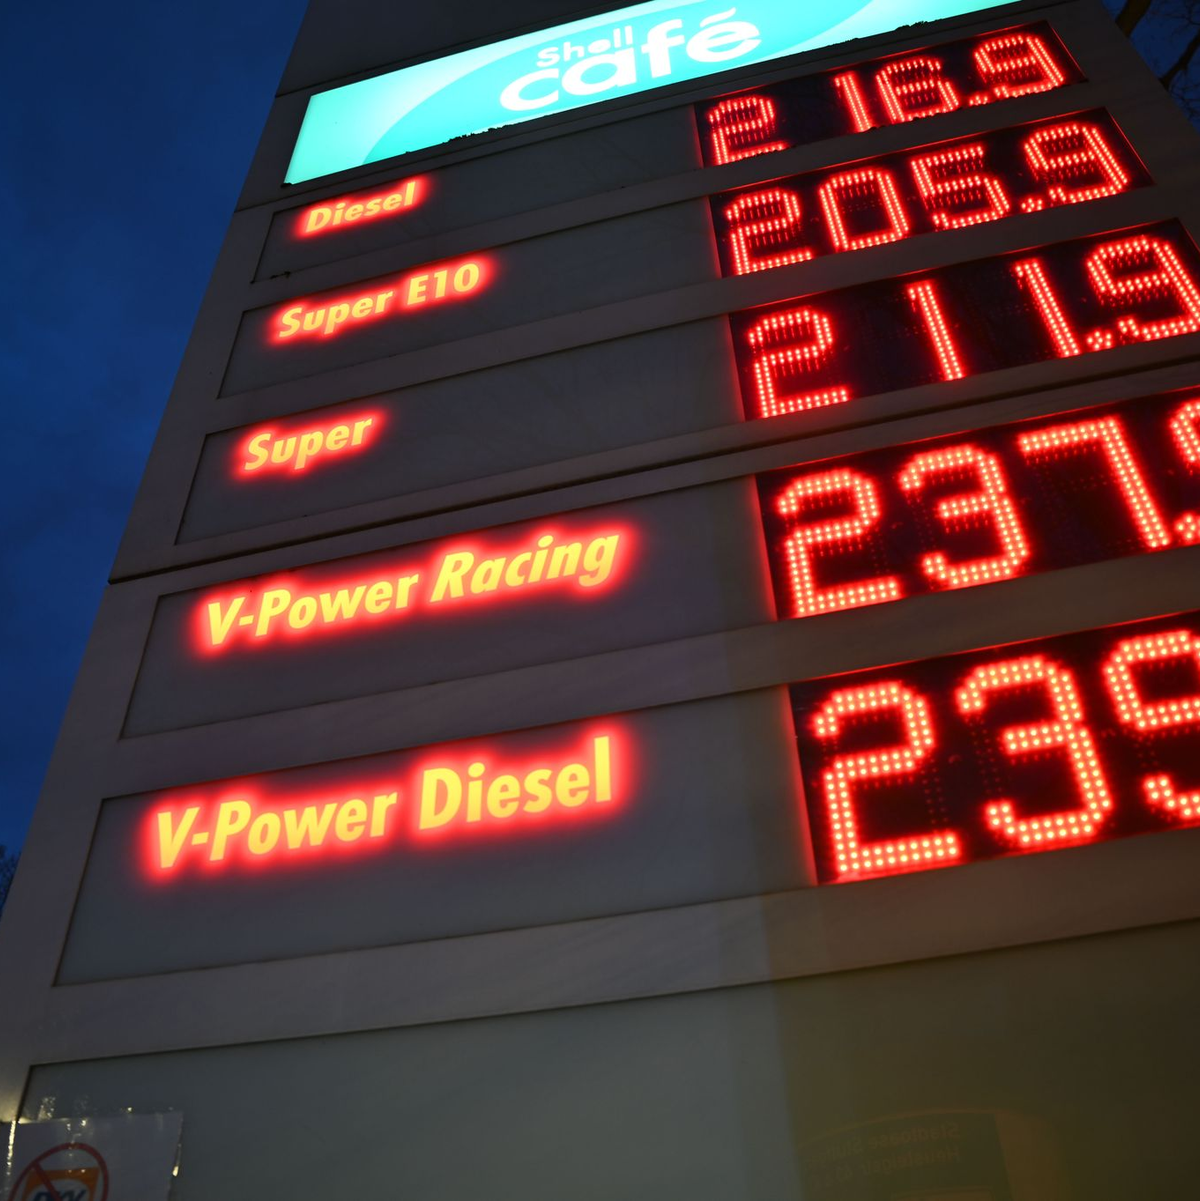 Shell
café
Diesel 216.9
Super E10 205.9
Super 211.9
V-Power Racing 237.
V-Power Diesel 239